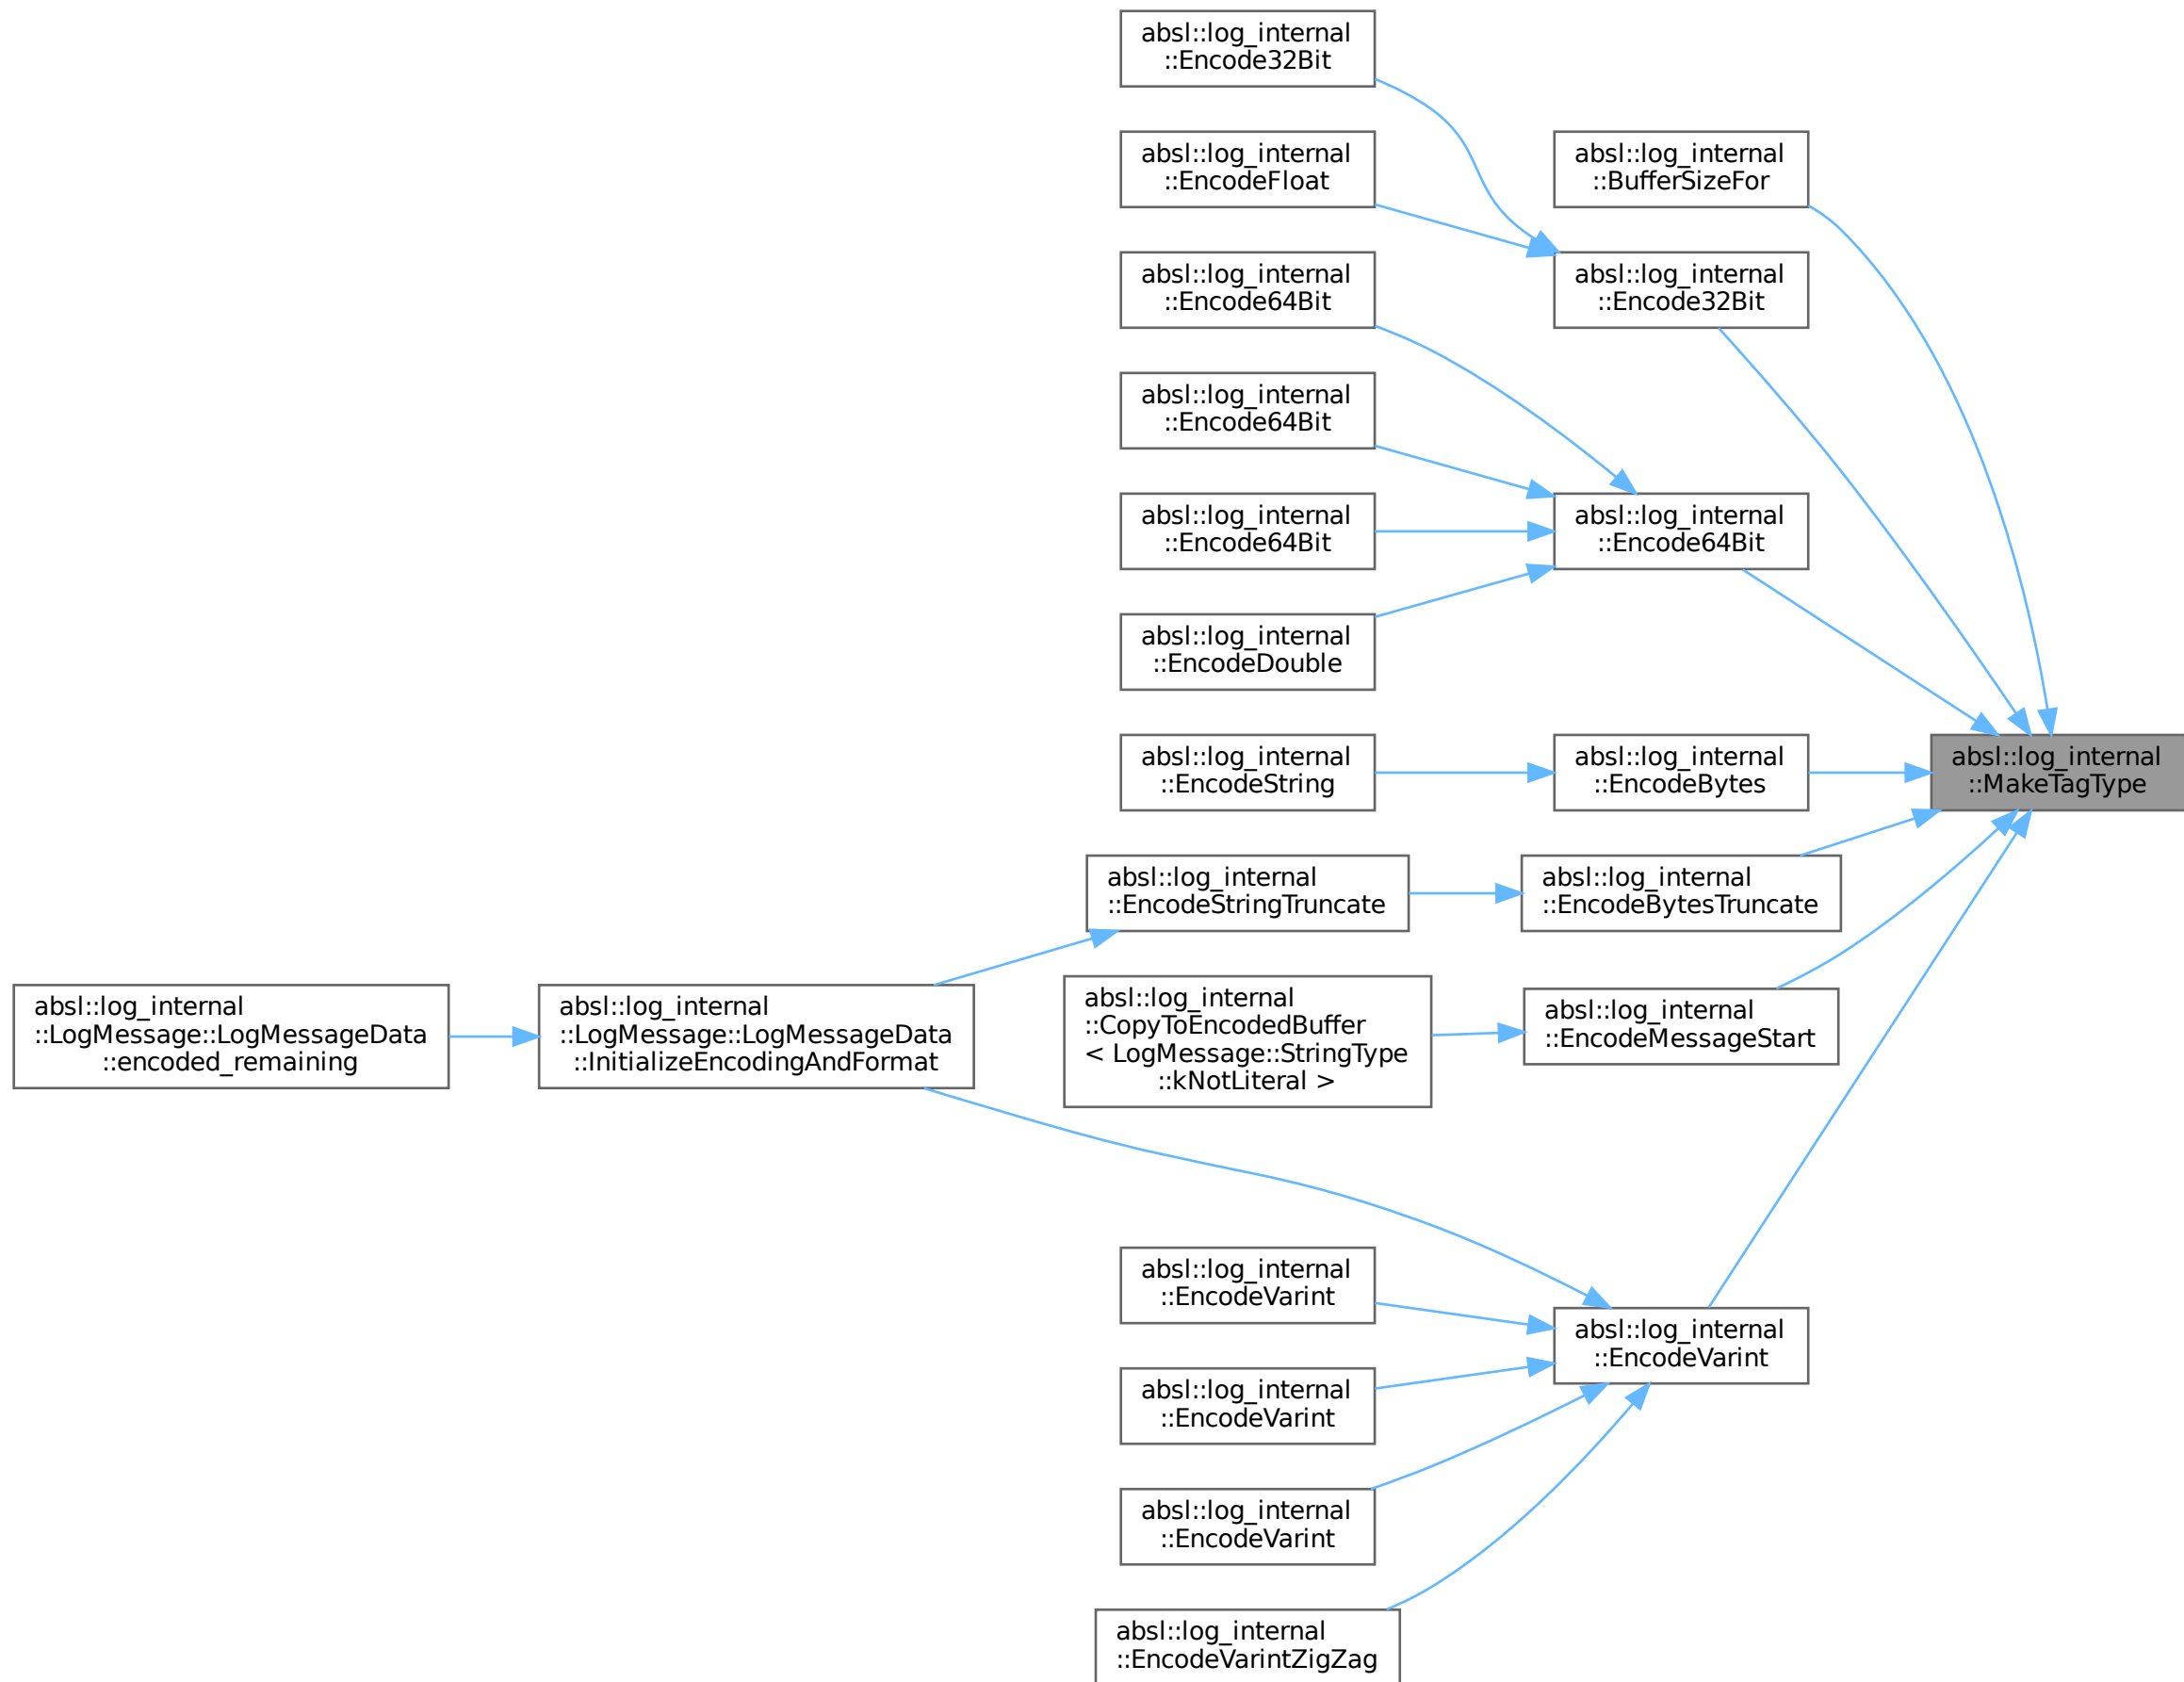 absl::log_internal
::Encode32Bit
absl::log_internal
::EncodeFloat
absl::log_internal
::BufferSizeFor
absl::log_internal
::Encode64Bit
absl::log_internal
::Encode32Bit
absl::log_internal
::Encode64Bit
absl::log_internal
::Encode64Bit
absl::log_internal
::Encode64Bit
absl::log_internal
::EncodeDouble
absl::log_internal
::EncodeString
absl::log_internal
::EncodeBytes
absl::log_internal
::MakeTagType
absl::log_internal
::EncodeStringTruncate
absl::log_internal
::EncodeBytesTruncate
absl::log_internal
::LogMessage::LogMessageData
::encoded_remaining
absl::log_internal
::LogMessage::LogMessageData
::InitializeEncodingAndFormat
absl::log_internal
::CopyToEncodedBuffer
< LogMessage::StringType
::kNotLiteral >
absl::log_internal
::EncodeMessageStart
absl::log_internal
::EncodeVarint
absl::log_internal
::EncodeVarint
absl::log_internal
::EncodeVarint
absl::log_internal
::EncodeVarint
absl::log_internal
::EncodeVarintZigZag